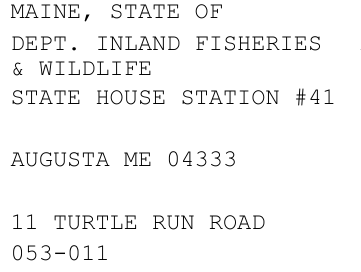 MAINE, STATE OF
DEPT. INLAND FISHERIES
& WILDLIFE
STATE HOUSE STATION #41
AUGUSTA ME 04333
11 TURTLE RUN ROAD
053-011